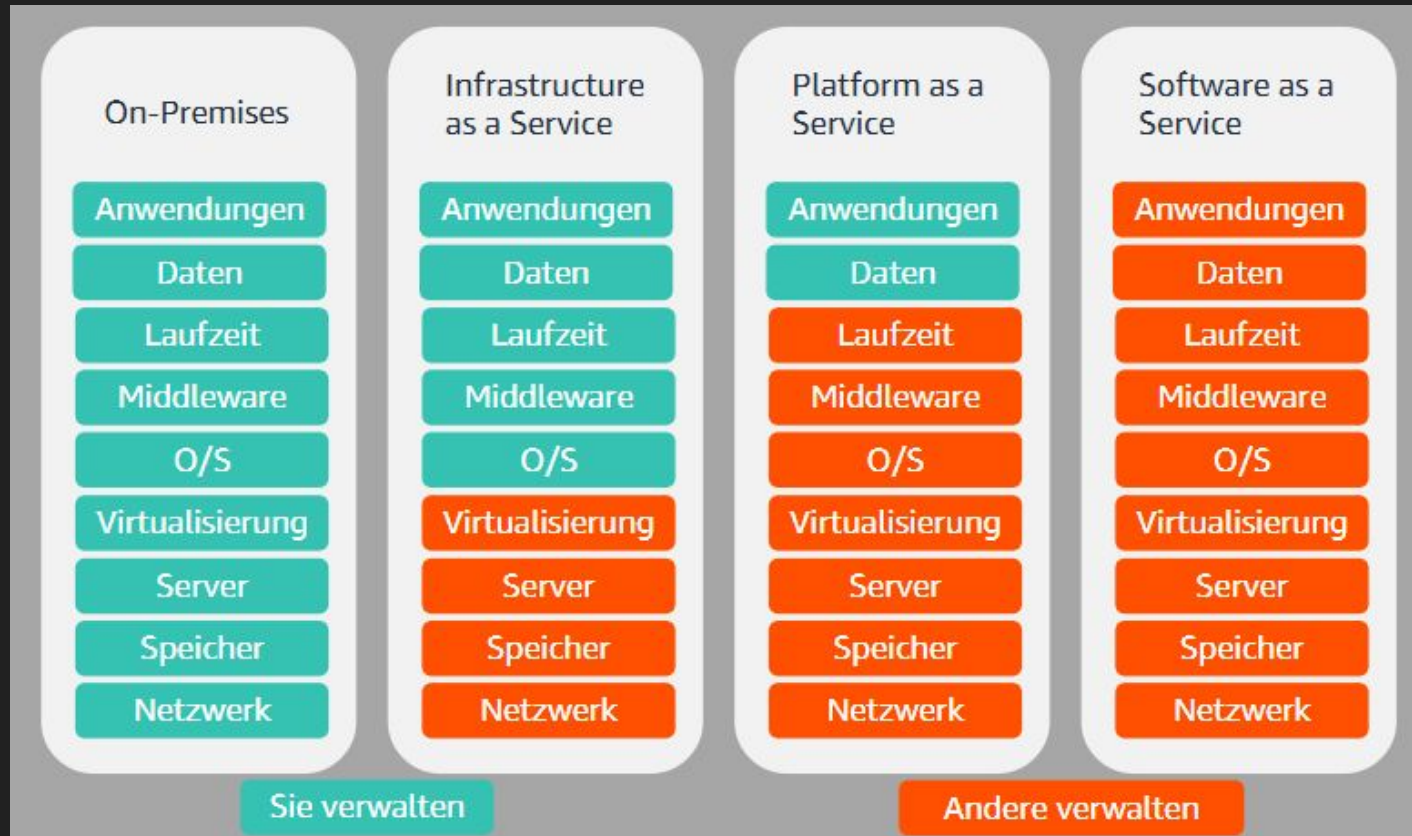 On-Premises
Anwendungen
Daten
Laufzeit
Middleware
O/S
Virtualisierung
Server
Speicher
Netzwerk
Infrastructure
as a Service
Anwendungen
Daten
Laufzeit
Middleware
O/S
Virtualisierung
Server
Speicher
Netzwerk
Platform as a
Service
Anwendungen
Daten
Laufzeit
Middleware
O/S
Virtualisierung
Server
Speicher
Netzwerk
Software as a
Service
Anwendungen
Daten
Laufzeit
Middleware
O/S
Virtualisierung
Server
Speicher
Netzwerk
Sie verwalten
Andere verwalten